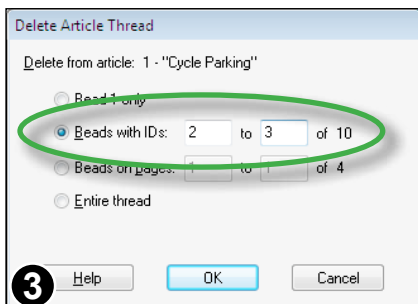 Delete Article Thread
Delete from article: 1 - "Cycle Parking"
Bead 1 only
Beads with IDs: 2 to 3 of 10
Beads on pages: 1 to 1 of 4
Entire thread
3 Help OK Cancel